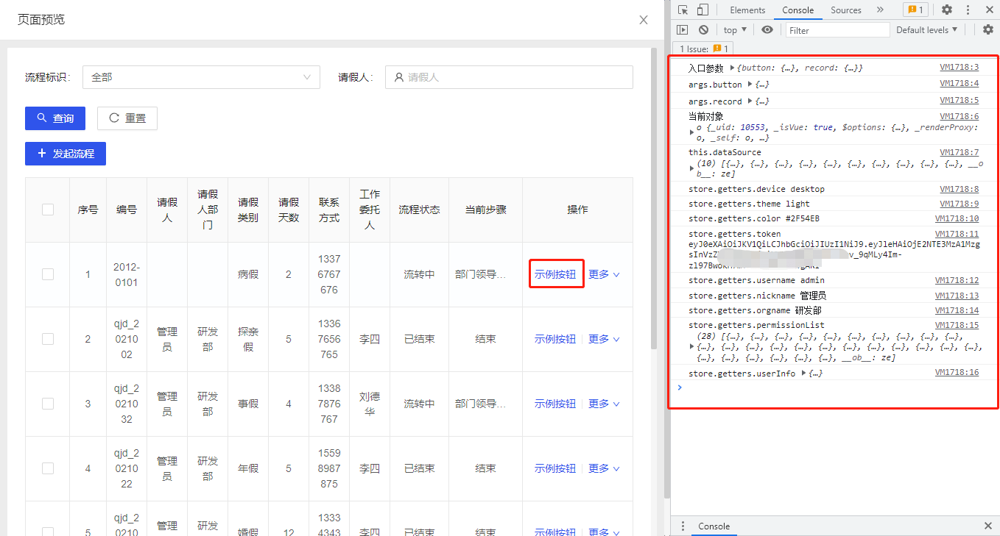 页面预览
流程标识： 全部 请假人： 请假人
查询 重置
发起流程
序号 编号 请假人 请假人部门 请假类别 请假天数 联系方式 工作委托人 流程状态 当前步骤 操作
1 2012-0101 病假 2 13376767676 流转中 部门领导... 示例按钮 更多
2 qjd_20210102 管理员 研发部 探亲假 5 13367656765 李四 已结束 结束 示例按钮 更多
3 qjd_20210132 管理员 研发部 事假 4 13387876767 刘德华 流转中 部门领导... 示例按钮 更多
4 qjd_20210122 管理员 研发部 年假 5 15598987875 李四 已结束 结束 示例按钮 更多
5 qjd_20210 管理 研发 婚假 12 13334343 李四 已结束 结束 示例按钮 更多
Elements Console Sources » 1
top Filter Default levels
1 Issue: 1
入口参数 {button: {…}, record: {…}} VM1718:3
args.button {…} VM1718:4
args.record {…} VM1718:5
当前对象 VM1718:6
o {_uid: 10553, _isVue: true, $options: {…}, _renderProxy:
o, _self: o, …}
this.dataSource VM1718:7
(10) [{…}, {…}, {…}, {…}, {…}, {…}, {…}, {…}, {…}, {…}, __o
b__: ze]
store.getters.device desktop VM1718:8
store.getters.theme light VM1718:9
store.getters.color #2F54EB VM1718:10
store.getters.token VM1718:11
eyJ0eXAiOiJKV1QiLCJhbGciOiJIUzI1NiJ9.eyJleHAiOjE2NTE3MzA1Mzg
sInVzZ v_9qMLy4Im-
store.getters.username admin VM1718:12
store.getters.nickname 管理员 VM1718:13
store.getters.orgname 研发部 VM1718:14
store.getters.permissionList VM1718:15
(28) [{…}, {…}, {…}, {…}, {…}, {…}, {…}, {…}, {…}, {…},
{…}, {…}, {…}, {…}, {…}, {…}, {…}, {…}, {…}, {…}, {…}, {…},
{…}, {…}, {…}, {…}, {…}, {…}, __ob__: ze]
store.getters.userInfo {…} VM1718:16
Console